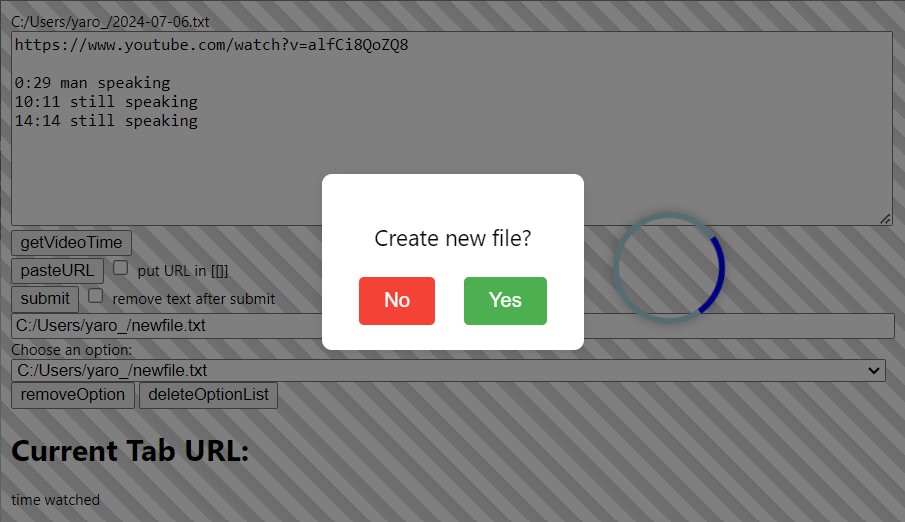 C:/Users/yaro_/2024-07-06.txt
https://www.youtube.com/watch?v=alfCi8QoZQ8
0:29 man speaking
10:11 still speaking
14:14 still speaking
Create new file?
No Yes
getVideoTime
pasteURL put URL in [[]]
submit remove text after submit
C:/Users/yaro_/newfile.txt
Choose an option:
C:/Users/yaro_/newfile.txt
removeOption deleteOptionList
Current Tab URL:
time watched